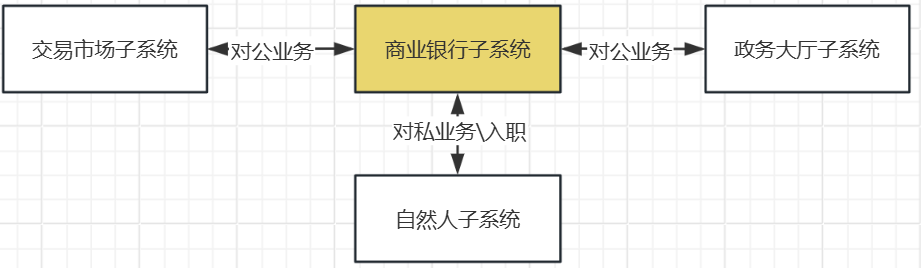 交易市场子系统
对公业务
商业银行子系统
对公业务
政务大厅子系统
对私业务\入职
自然人子系统